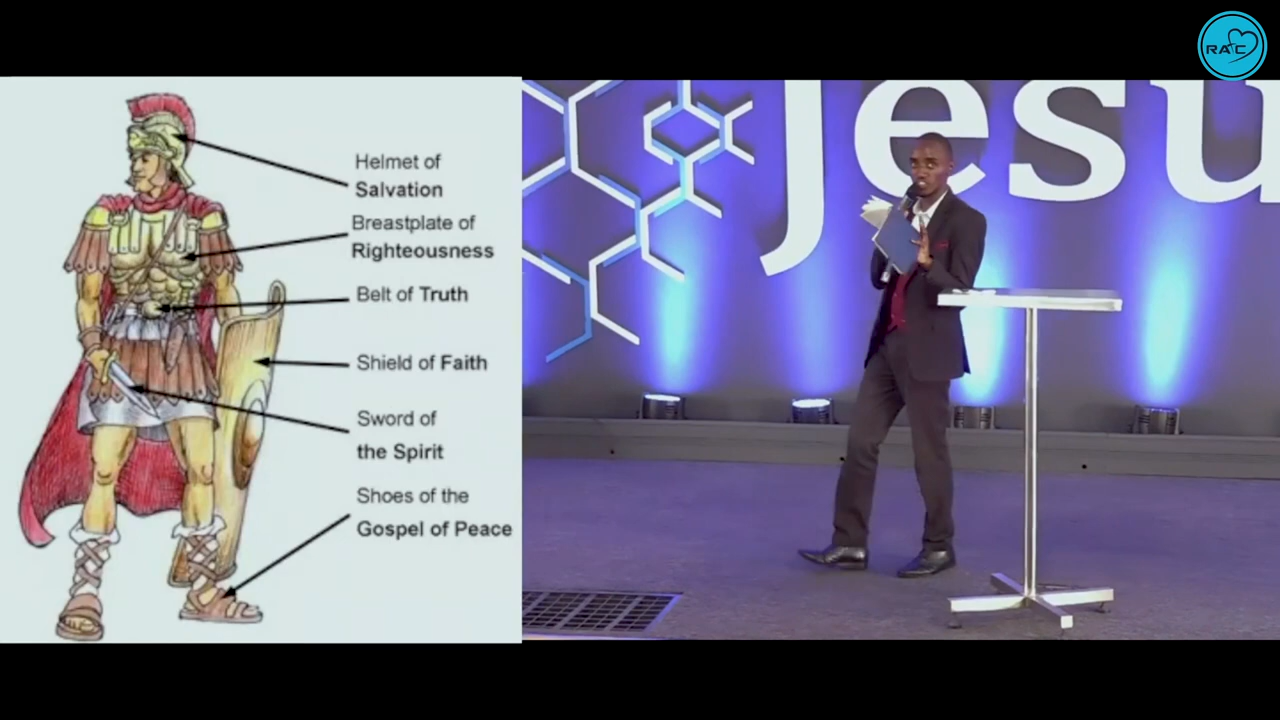 RAFC
Helmet of
Salvation
Breastplate of
Righteousness
Belt of Truth
Shield of Faith
Sword of
the Spirit
Shoes of the
Gospel of Peace
Jesu